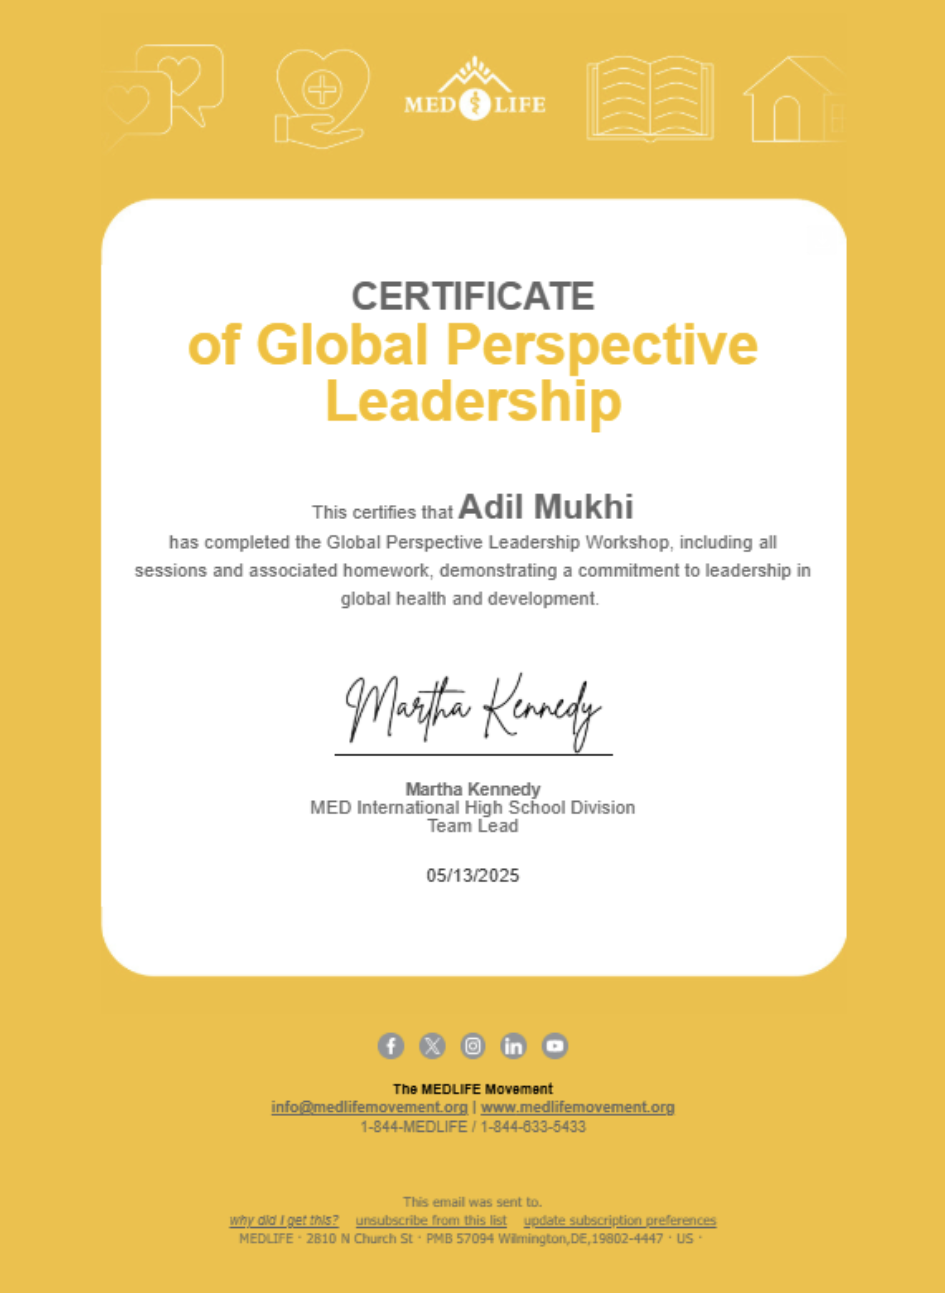 MED LIFE
CERTIFICATE
of Global Perspective
Leadership
This certifies that Adil Mukhi
has completed the Global Perspective Leadership Workshop, including all
sessions and associated homework, demonstrating a commitment to leadership in
global health and development.
Martha Kennedy
Martha Kennedy
MED International High School Division
Team Lead
05/13/2025
The MEDLIFE Movement
info@medlifemovement.org | www.medlifemovement.org
1-844-MEDLIFE / 1-844-633-5433
This email was sent to.
why did I get this? unsubscribe from this list update subscription preferences
MEDLIFE · 2810 N Church St · PMB 57094 Wilmington,DE,19802-4447 · US ·